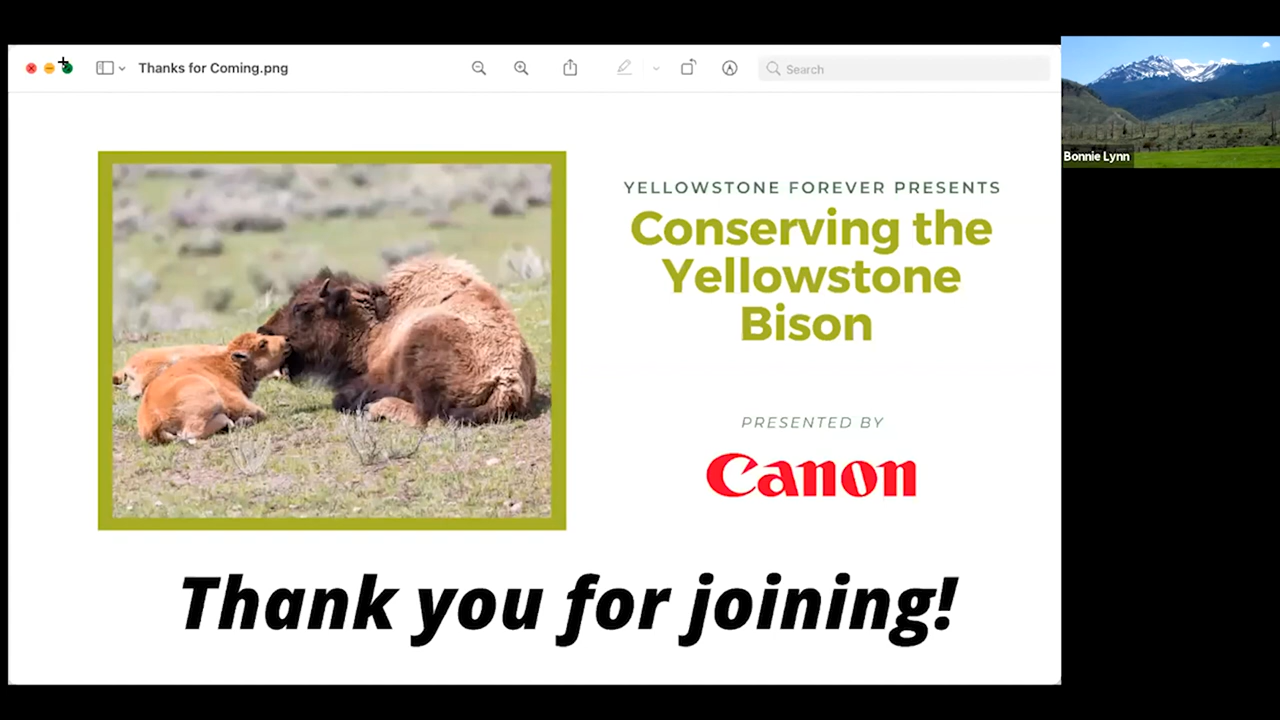 Thanks for Coming.png
Search
Bonnie Lynn
YELLOWSTONE FOREVER PRESENTS
Conserving the
Yellowstone
Bison
PRESENTED BY
Canon
Thank you for joining!